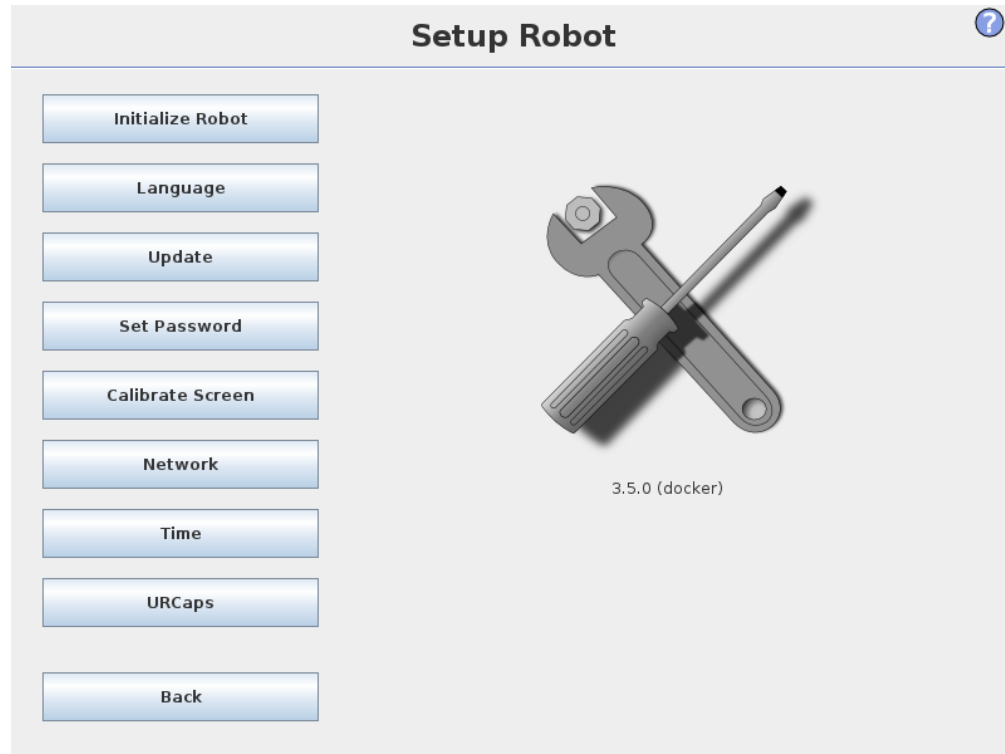 Setup Robot
?
Initialize Robot
Language
Update
Set Password
Calibrate Screen
Network
Time
URCaps
Back
3.5.0 (docker)